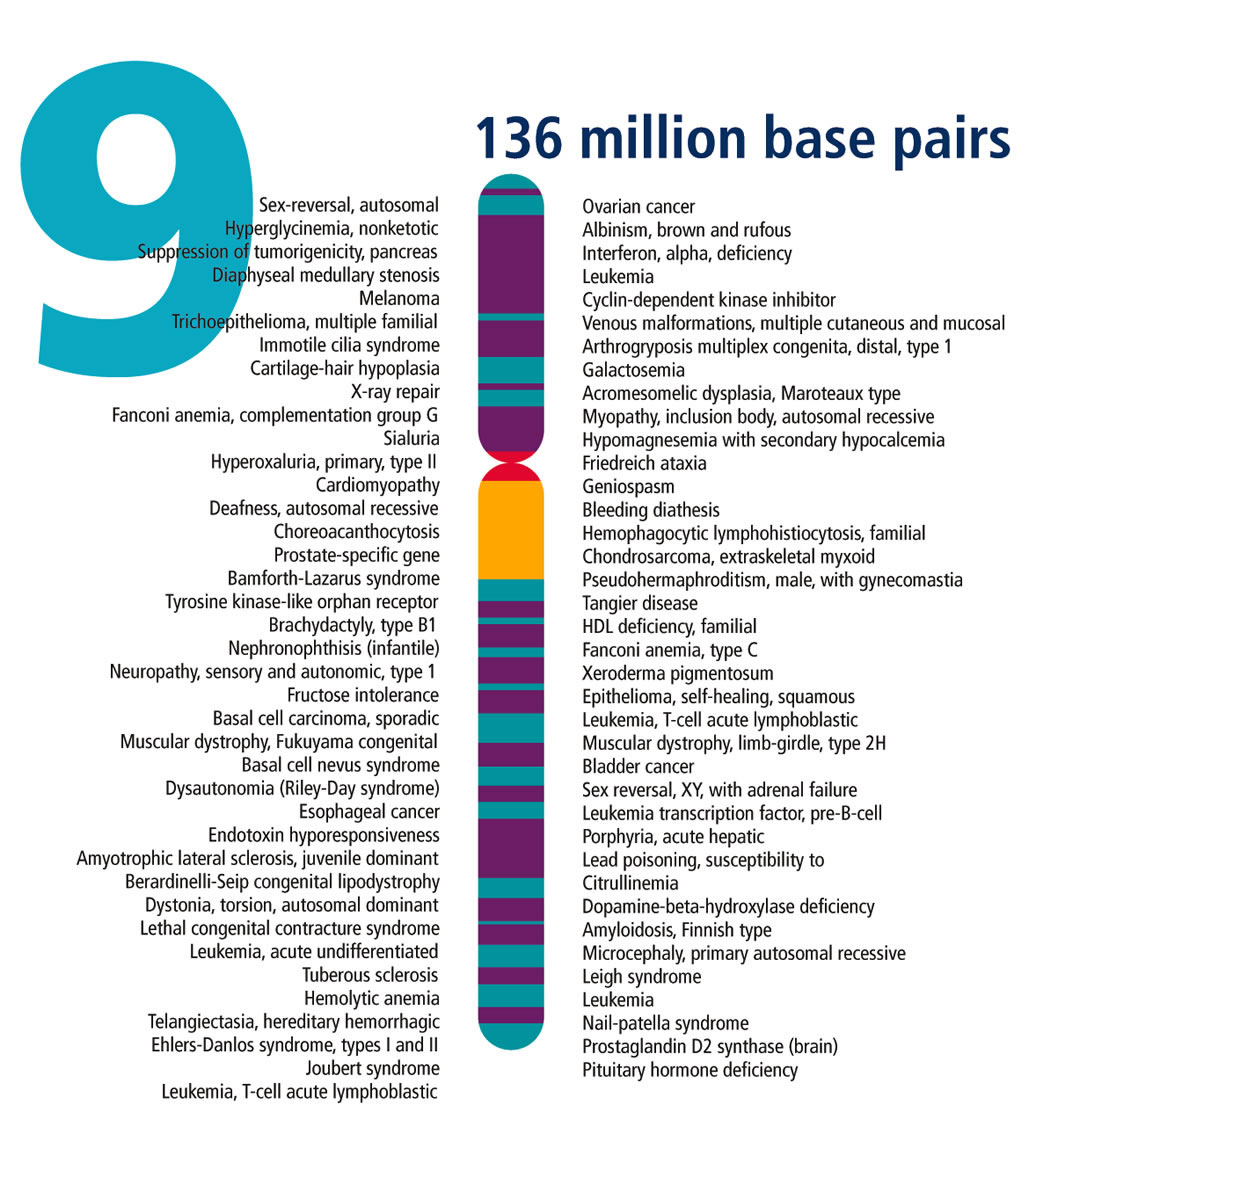 9
136 million base pairs
Sex-reversal, autosomal
Hyperglycinemia, nonketotic
Suppression of tumorigenicity, pancreas
Diaphyseal medullary stenosis
Melanoma
Trichoepithelioma, multiple familial
Immotile cilia syndrome
Cartilage-hair hypoplasia
X-ray repair
Fanconi anemia, complementation group G
Sialuria
Hyperoxaluria, primary, type II
Cardiomyopathy
Deafness, autosomal recessive
Choreoacanthocytosis
Prostate-specific gene
Bamforth-Lazarus syndrome
Tyrosine kinase-like orphan receptor
Brachydactyly, type B1
Nephronophthisis (infantile)
Neuropathy, sensory and autonomic, type 1
Fructose intolerance
Basal cell carcinoma, sporadic
Muscular dystrophy, Fukuyama congenital
Basal cell nevus syndrome
Dysautonomia (Riley-Day syndrome)
Esophageal cancer
Endotoxin hyporesponsiveness
Amyotrophic lateral sclerosis, juvenile dominant
Berardinelli-Seip congenital lipodystrophy
Dystonia, torsion, autosomal dominant
Lethal congenital contracture syndrome
Leukemia, acute undifferentiated
Tuberous sclerosis
Hemolytic anemia
Telangiectasia, hereditary hemorrhagic
Ehlers-Danlos syndrome, types I and II
Joubert syndrome
Leukemia, T-cell acute lymphoblastic
Ovarian cancer
Albinism, brown and rufous
Interferon, alpha, deficiency
Leukemia
Cyclin-dependent kinase inhibitor
Venous malformations, multiple cutaneous and mucosal
Arthrogryposis multiplex congenita, distal, type 1
Galactosemia
Acromesomelic dysplasia, Maroteaux type
Myopathy, inclusion body, autosomal recessive
Hypomagnesemia with secondary hypocalcemia
Friedreich ataxia
Geniospasm
Bleeding diathesis
Hemophagocytic lymphohistiocytosis, familial
Chondrosarcoma, extraskeletal myxoid
Pseudohermaphroditism, male, with gynecomastia
Tangier disease
HDL deficiency, familial
Fanconi anemia, type C
Xeroderma pigmentosum
Epithelioma, self-healing, squamous
Leukemia, T-cell acute lymphoblastic
Muscular dystrophy, limb-girdle, type 2H
Bladder cancer
Sex reversal, XY, with adrenal failure
Leukemia transcription factor, pre-B-cell
Porphyria, acute hepatic
Lead poisoning, susceptibility to
Citrullinemia
Dopamine-beta-hydroxylase deficiency
Amyloidosis, Finnish type
Microcephaly, primary autosomal recessive
Leigh syndrome
Leukemia
Nail-patella syndrome
Prostaglandin D2 synthase (brain)
Pituitary hormone deficiency